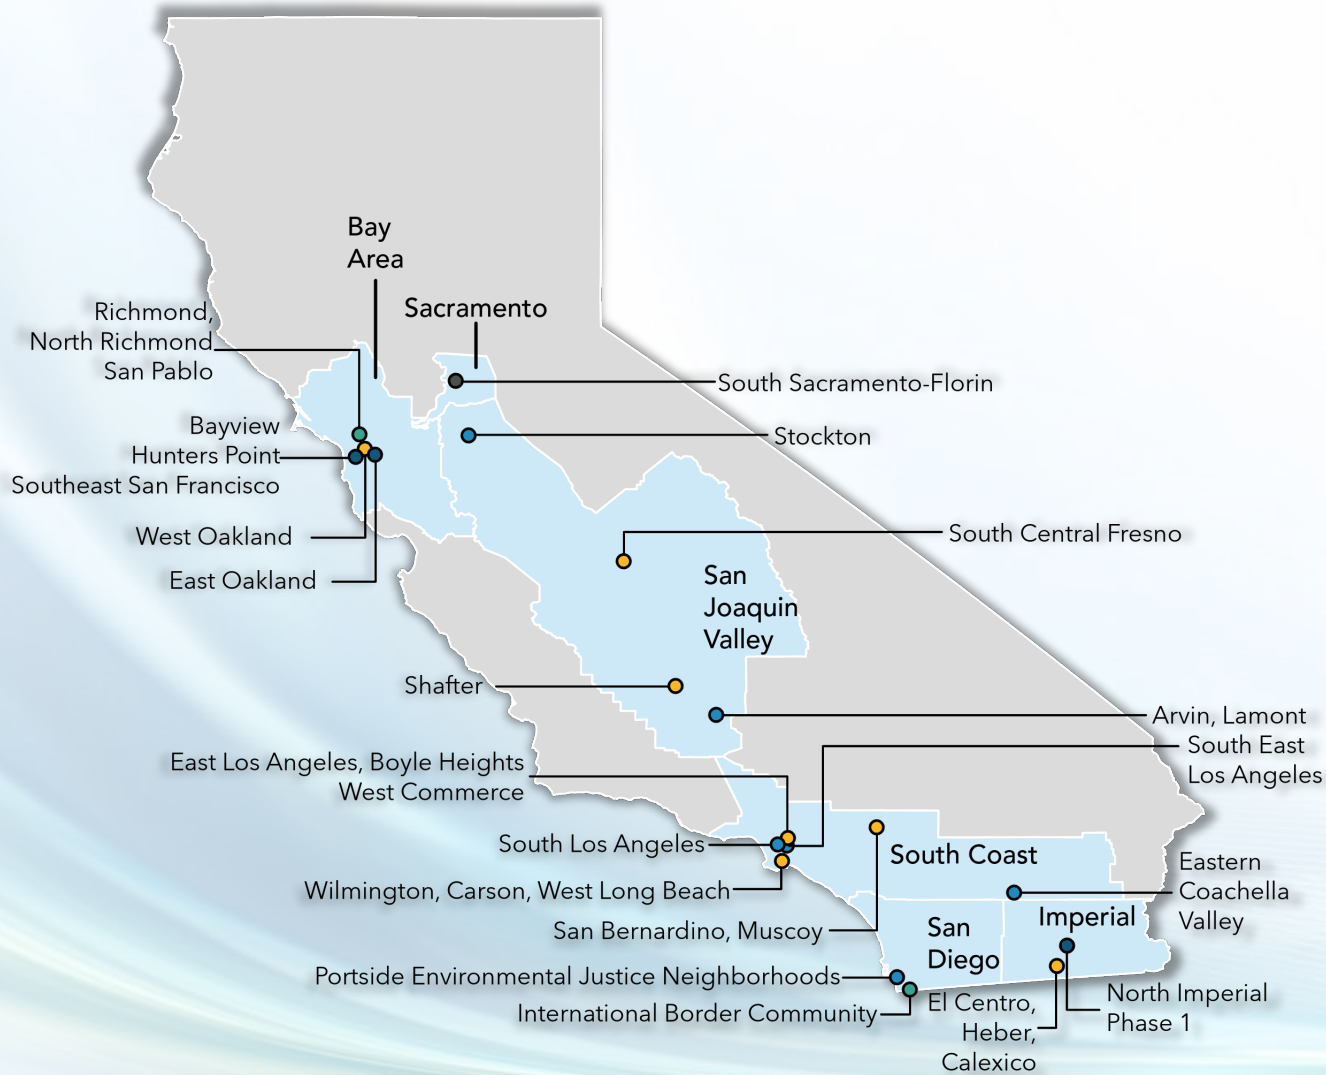 Bay
Area
Sacramento
Richmond,
North Richmond
San Pablo
South Sacramento-Florin
Bayview
Hunters Point
Southeast San Francisco
Stockton
West Oakland
South Central Fresno
East Oakland
San
Joaquin
Valley
Shafter
Arvin, Lamont
South East
Los Angeles
East Los Angeles, Boyle Heights
West Commerce
South Los Angeles
South Coast
Eastern
Coachella
Valley
Wilmington, Carson, West Long Beach
San Bernardino, Muscoy
San
Diego
Imperial
Portside Environmental Justice Neighborhoods
International Border Community
El Centro,
Heber,
Calexico
North Imperial
Phase 1